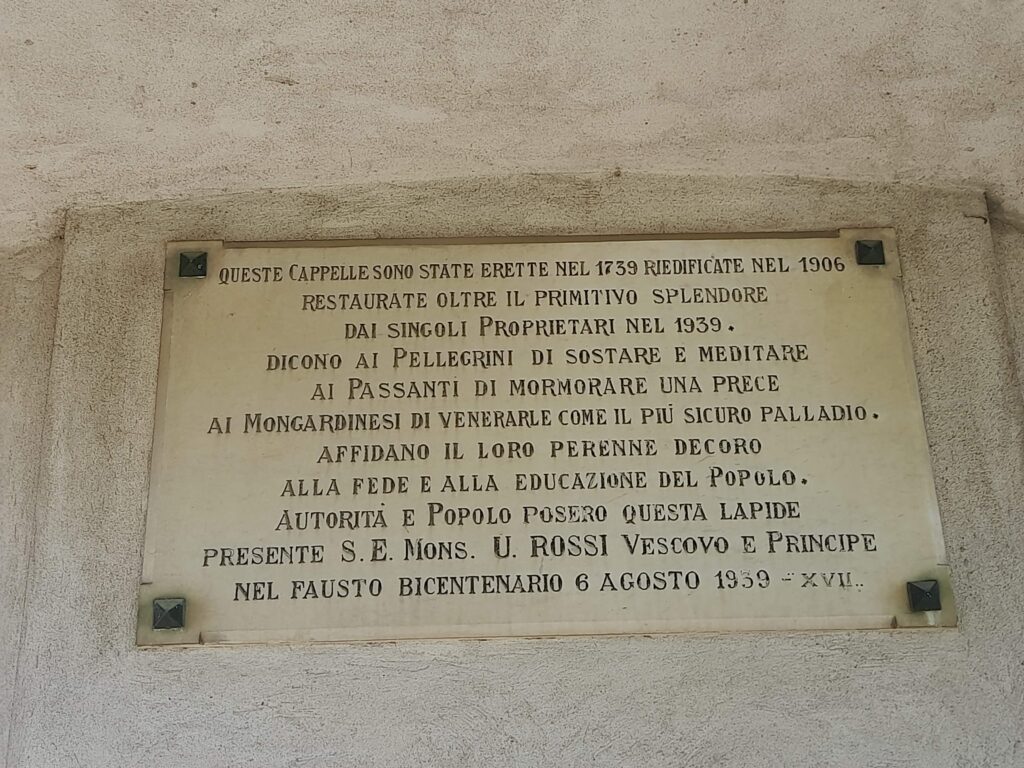 QUESTE CAPPELLE SONO STATE ERETTE NEL 1739 RIEDIFICATE NEL 1906
RESTAURATE OLTRE IL PRIMITIVO SPLENDORE
DAI SINGOLI PROPRIETARI NEL 1939.
DICONO AI PELLEGRINI DI SOSTARE E MEDITARE
AI PASSANTI DI MORMORARE UNA PRECE
AI MONGARDINESI DI VENERARLE COME IL PIÚ SICURO PALLADIO.
AFFIDANO IL LORO PERENNE DECORO
ALLA FEDE E ALLA EDUCAZIONE DEL POPOLO.
AUTORITÀ E POPOLO POSERO QUESTA LAPIDE
PRESENTE S. E. MONS. U. ROSSI VESCOVO E PRINCIPE
NEL FAUSTO BICENTENARIO 6 AGOSTO 1939 - XVII.